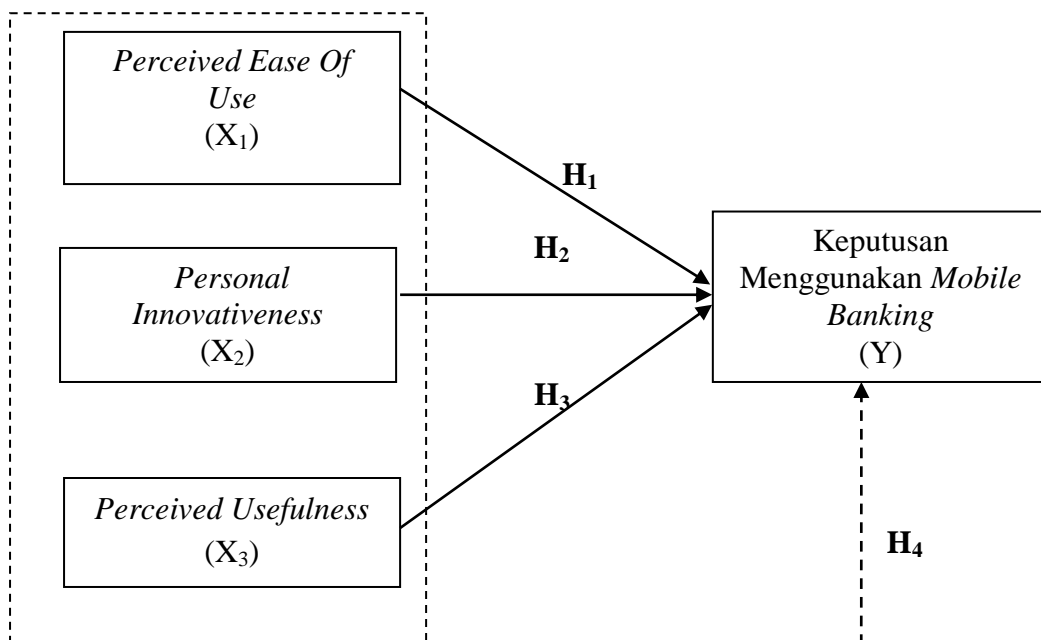 Perceived Ease Of
Use
(X₁)
H₁
H₂
Keputusan
Menggunakan Mobile
Banking
(Y)
Personal
Innovativeness
(X₂)
H₃
Perceived Usefulness
(X₃)
H₄